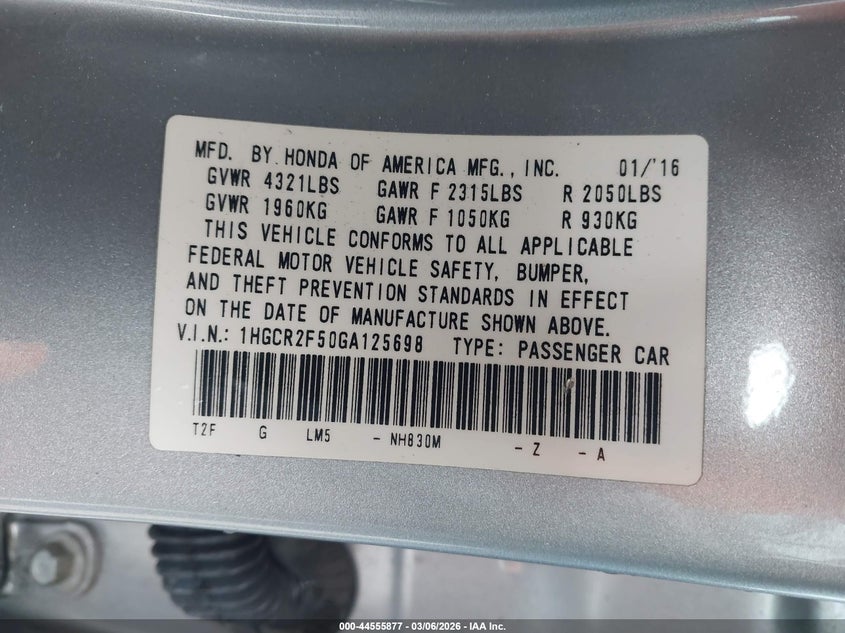 MFD. BY HONDA OF AMERICA MFG., INC. 01/'16
GVWR 4321LBS GAWR F 2315LBS R 2050LBS
GVWR 1960KG GAWR F 1050KG R 930KG
THIS VEHICLE CONFORMS TO ALL APPLICABLE
FEDERAL MOTOR VEHICLE SAFETY, BUMPER,
AND THEFT PREVENTION STANDARDS IN EFFECT
ON THE DATE OF MANUFACTURE SHOWN ABOVE.
V.I.N.: 1HGCR2F50GA125698 TYPE: PASSENGER CAR
T2F G LM5 - NH830M - Z - A
000-44555877 | 03/06/2026 - IAA Inc.